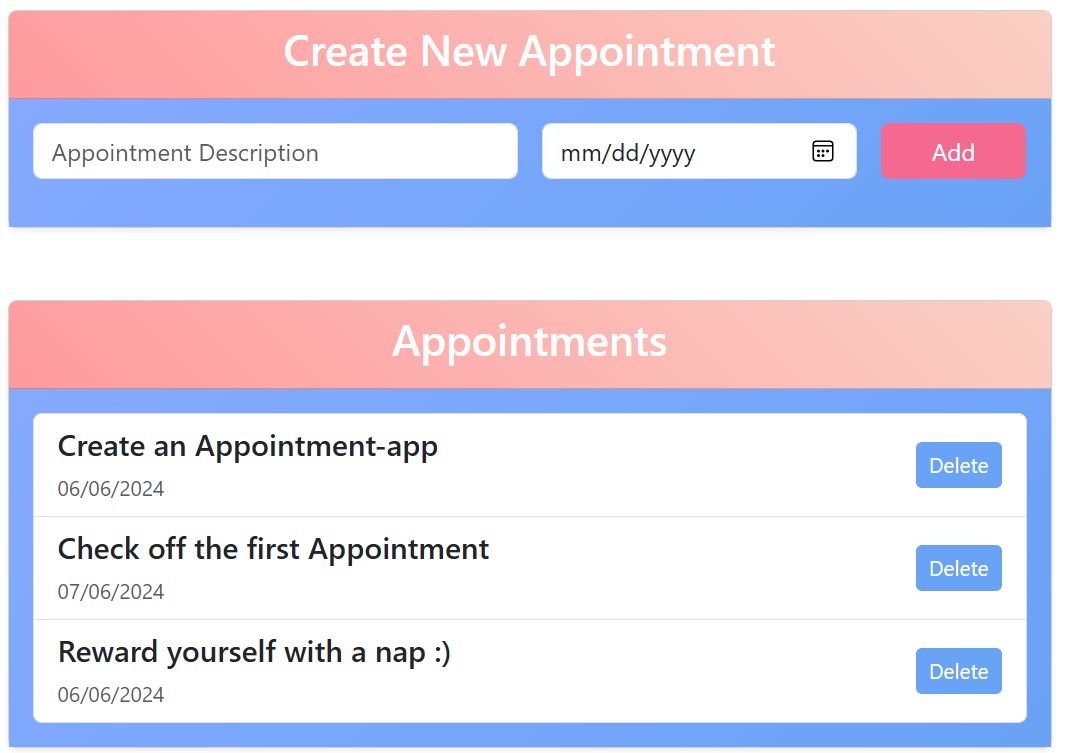 Create New Appointment
Appointment Description
mm/dd/yyyy
Add
Appointments
Create an Appointment-app
06/06/2024
Delete
Check off the first Appointment
07/06/2024
Delete
Reward yourself with a nap :)
06/06/2024
Delete